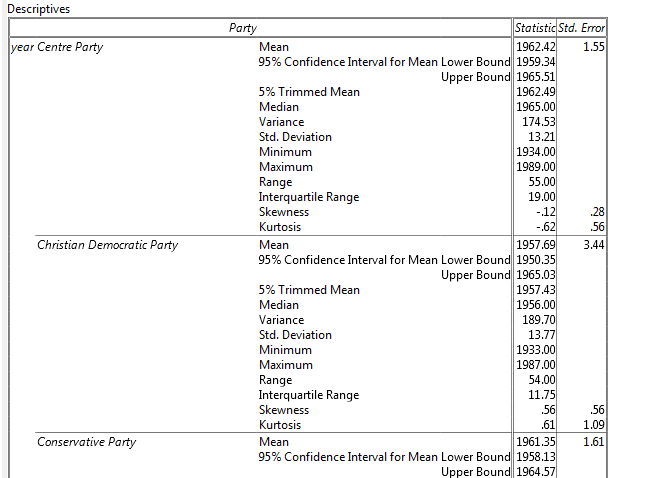 Descriptives
Party Statistic Std. Error
year Centre Party Mean 1962.42 1.55
95% Confidence Interval for Mean Lower Bound 1959.34
Upper Bound 1965.51
5% Trimmed Mean 1962.49
Median 1965.00
Variance 174.53
Std. Deviation 13.21
Minimum 1934.00
Maximum 1989.00
Range 55.00
Interquartile Range 19.00
Skewness -.12 .28
Kurtosis -.62 .56
Christian Democratic Party Mean 1957.69 3.44
95% Confidence Interval for Mean Lower Bound 1950.35
Upper Bound 1965.03
5% Trimmed Mean 1957.43
Median 1956.00
Variance 189.70
Std. Deviation 13.77
Minimum 1933.00
Maximum 1987.00
Range 54.00
Interquartile Range 11.75
Skewness .56 .56
Kurtosis .61 1.09
Conservative Party Mean 1961.35 1.61
95% Confidence Interval for Mean Lower Bound 1958.13
Upper Bound 1964.57